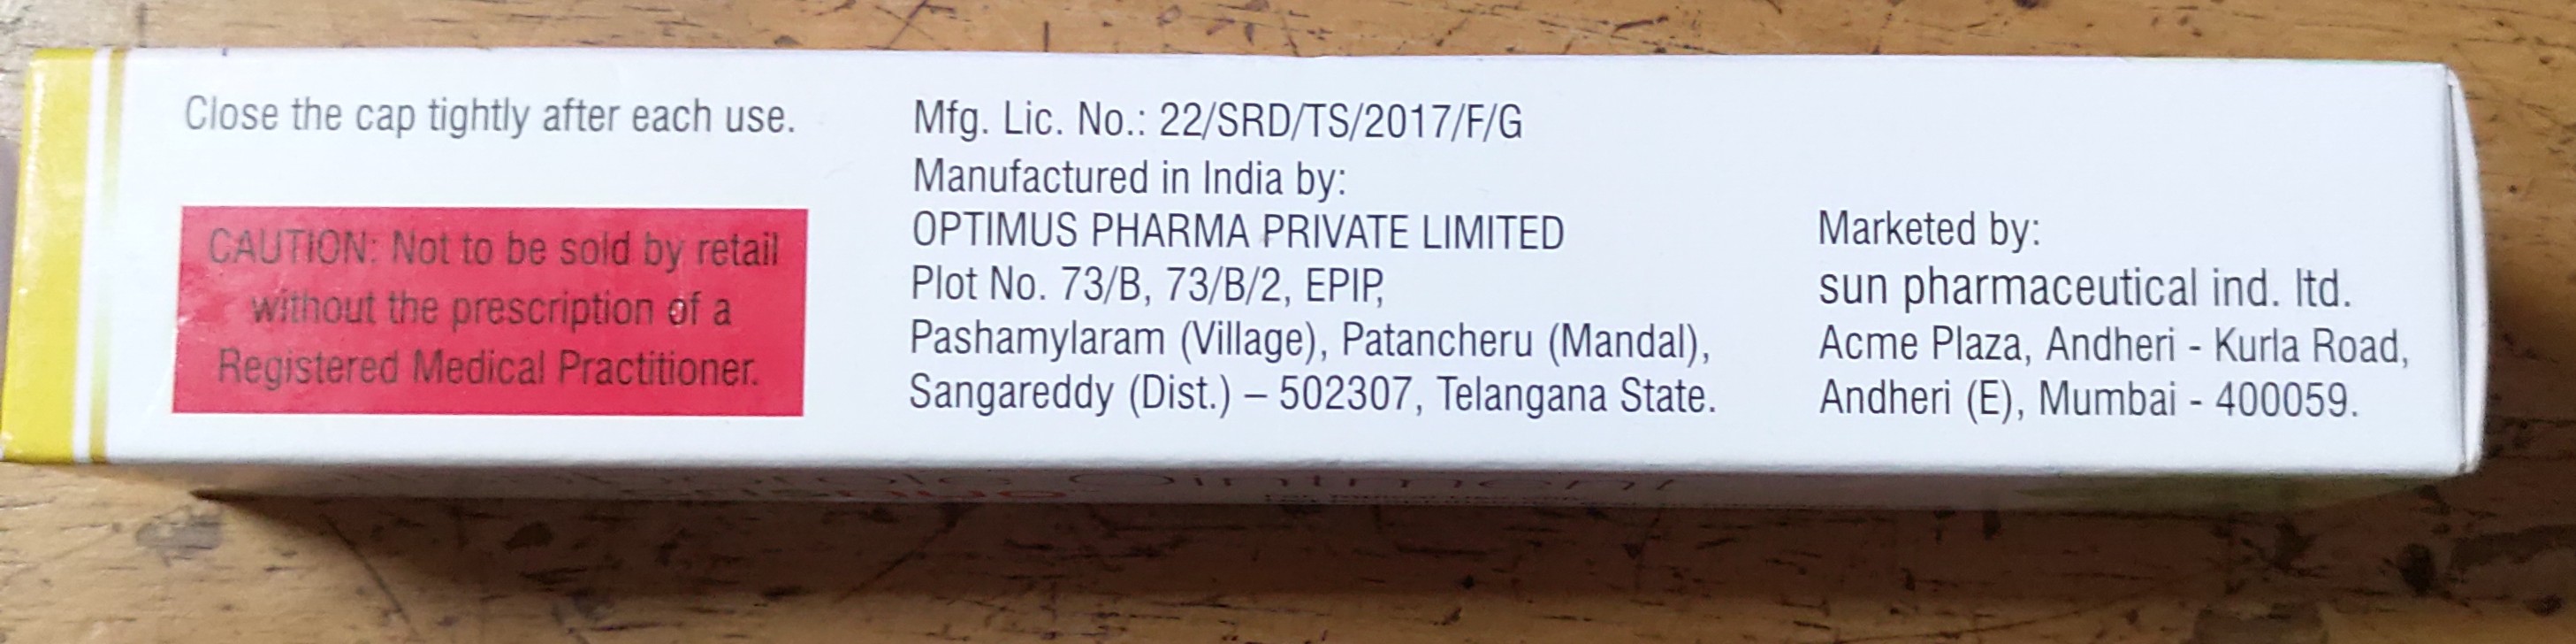 Close the cap tightly after each use.
CAUTION: Not to be sold by retail
without the prescription of a
Registered Medical Practitioner.
Mfg. Lic. No.: 22/SRD/TS/2017/F/G
Manufactured in India by:
OPTIMUS PHARMA PRIVATE LIMITED
Plot No. 73/B, 73/B/2, EPIP,
Pashamylaram (Village), Patancheru (Mandal),
Sangareddy (Dist.) – 502307, Telangana State.
Marketed by:
sun pharmaceutical ind. ltd.
Acme Plaza, Andheri - Kurla Road,
Andheri (E), Mumbai - 400059.
Ointment